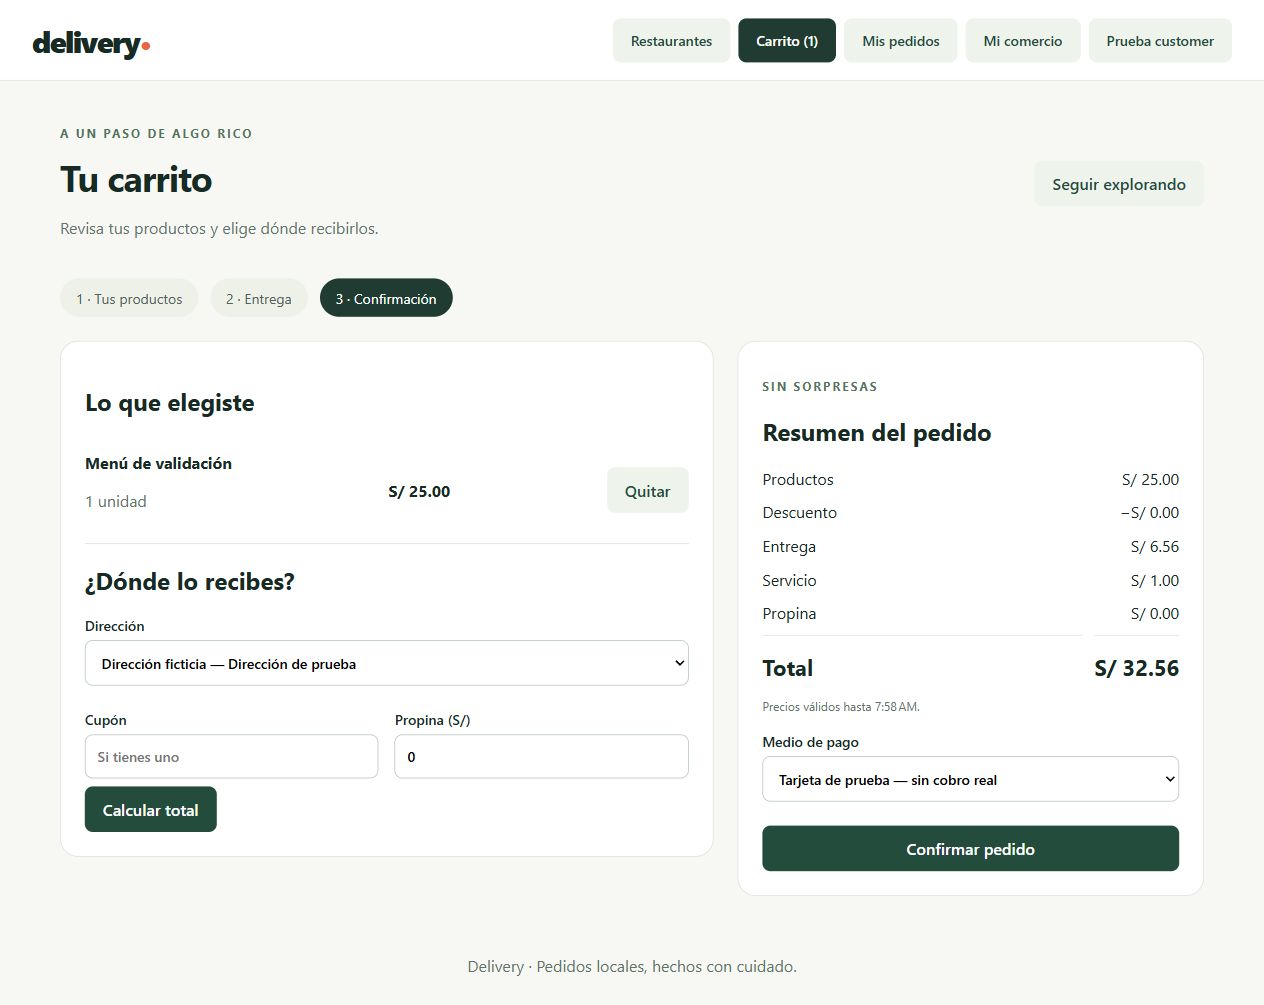 delivery
Restaurantes
Carrito (1)
Mis pedidos
Mi comercio
Prueba customer
A UN PASO DE ALGO RICO
Tu carrito
Seguir explorando
Revisa tus productos y elige dónde recibirlos.
1 · Tus productos
2 · Entrega
3 · Confirmación
Lo que elegiste
Menú de validación
1 unidad
S/ 25.00
Quitar
¿Dónde lo recibes?
Dirección
Dirección ficticia — Dirección de prueba
Cupón
Propina (S/)
Si tienes uno
0
Calcular total
SIN SORPRESAS
Resumen del pedido
Productos S/ 25.00
Descuento −S/ 0.00
Entrega S/ 6.56
Servicio S/ 1.00
Propina S/ 0.00
Total S/ 32.56
Precios válidos hasta 7:58 AM.
Medio de pago
Tarjeta de prueba — sin cobro real
Confirmar pedido
Delivery · Pedidos locales, hechos con cuidado.